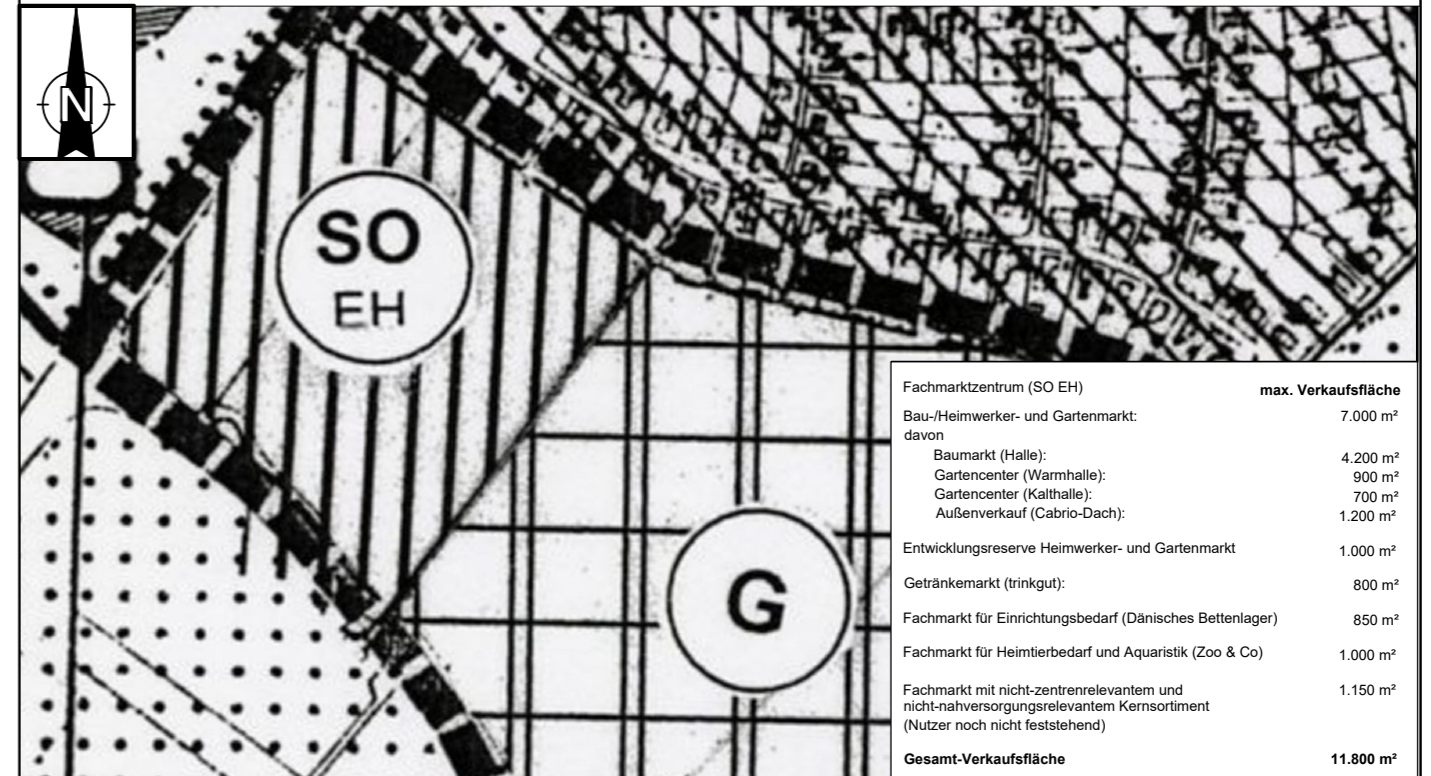 N
SO
EH
G
Fachmarktzentrum (SO EH) max. Verkaufsfläche
Bau-/Heimwerker- und Gartenmarkt: 7.000 m²
davon
Baumarkt (Halle): 4.200 m²
Gartencenter (Warmhalle): 900 m²
Gartencenter (Kalthalle): 700 m²
Außenverkauf (Cabrio-Dach): 1.200 m²
Entwicklungsreserve Heimwerker- und Gartenmarkt 1.000 m²
Getränkemarkt (trinkgut): 800 m²
Fachmarkt für Einrichtungsbedarf (Dänisches Bettenlager) 850 m²
Fachmarkt für Heimtierbedarf und Aquaristik (Zoo & Co) 1.000 m²
Fachmarkt mit nicht-zentrenrelevantem und 1.150 m²
nicht-nahversorgungsrelevantem Kernsortiment
(Nutzer noch nicht feststehend)
Gesamt-Verkaufsfläche 11.800 m²